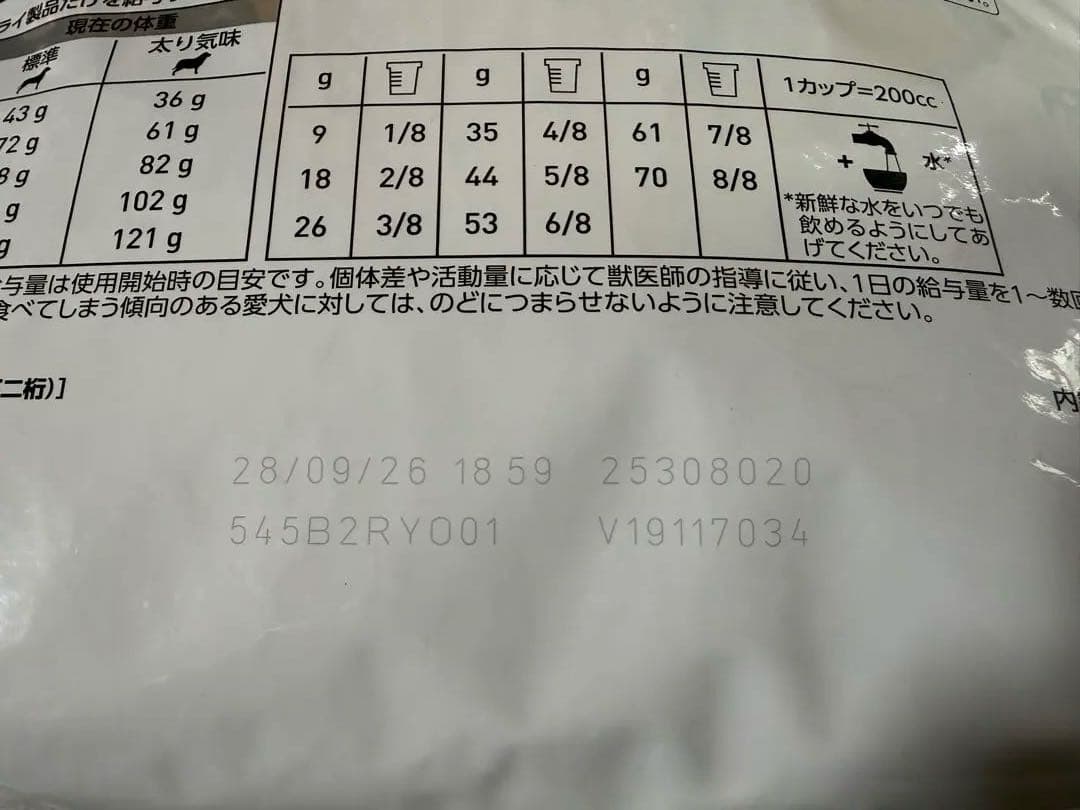 現在の体重
標準
太り気味
43 g
36 g
72 g
61 g
8 g
82 g
g
102 g
g
121 g
g g g 1カップ=200cc
9 1/8 35 4/8 61 7/8
18 2/8 44 5/8 70 8/8
26 3/8 53 6/8
+ 水*
*新鮮な水をいつでも
飲めるようにしてあ
げてください。
与量は使用開始時の目安です。個体差や活動量に応じて獣医師の指導に従い、1日の給与量を1〜数回
食べてしまう傾向のある愛犬に対しては、のどにつまらせないように注意してください。
二桁)]
内
28/09/26 18 59 25308020
545B2RY001 V19117034